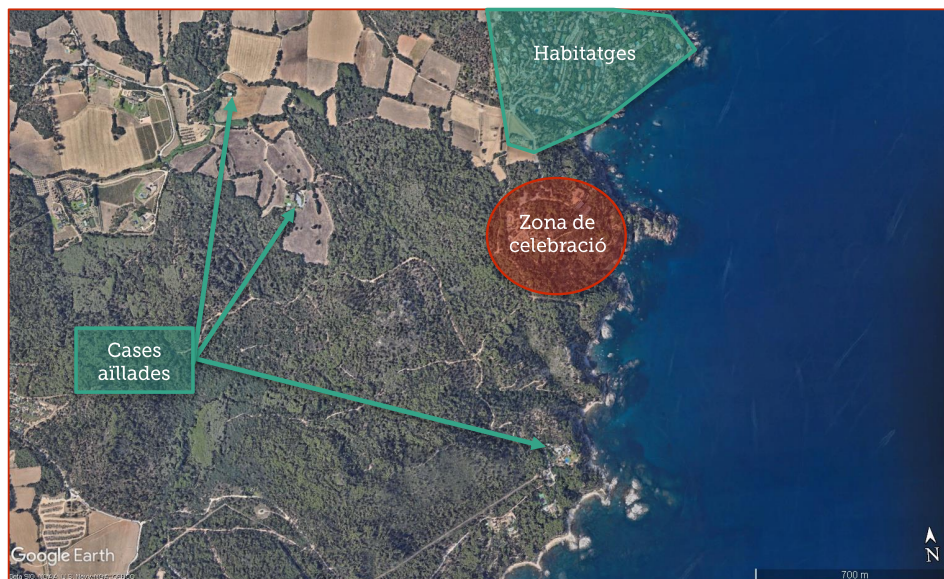 Habitatges
Zona de
celebració
Cases
aïllades
Google Earth
N
700 m